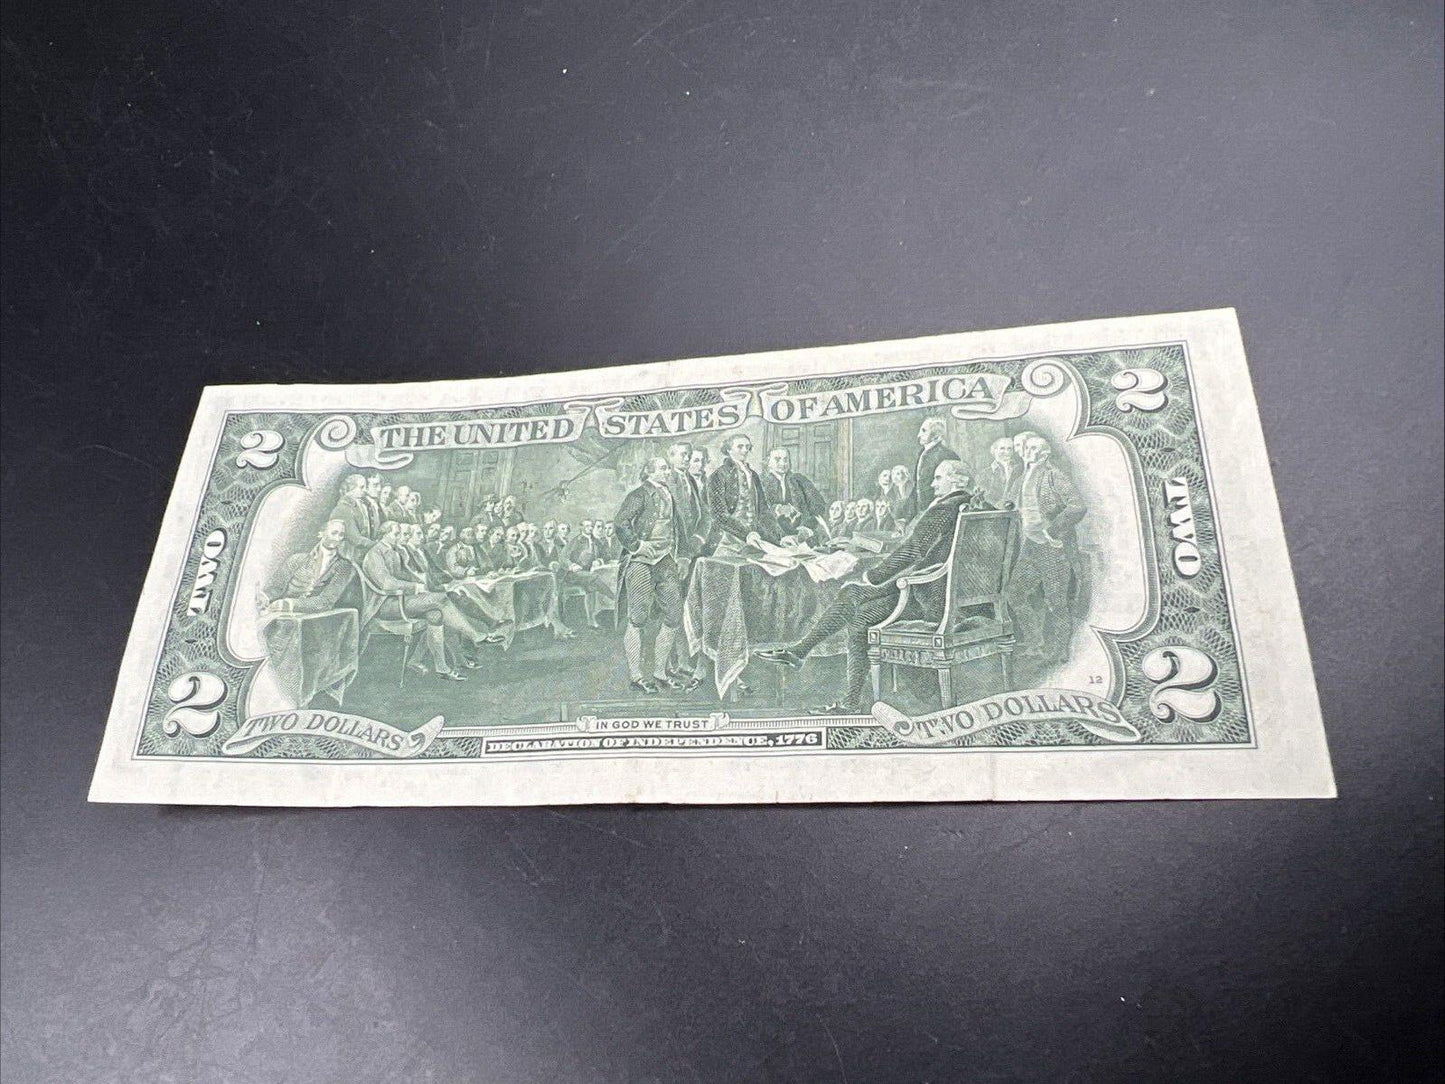 2 THE UNITED STATES OF AMERICA 2
TWO TWO
12
2 TWO DOLLARS IN GOD WE TRUST TWO DOLLARS 2
DECLARATION OF INDEPENDENCE, 1776